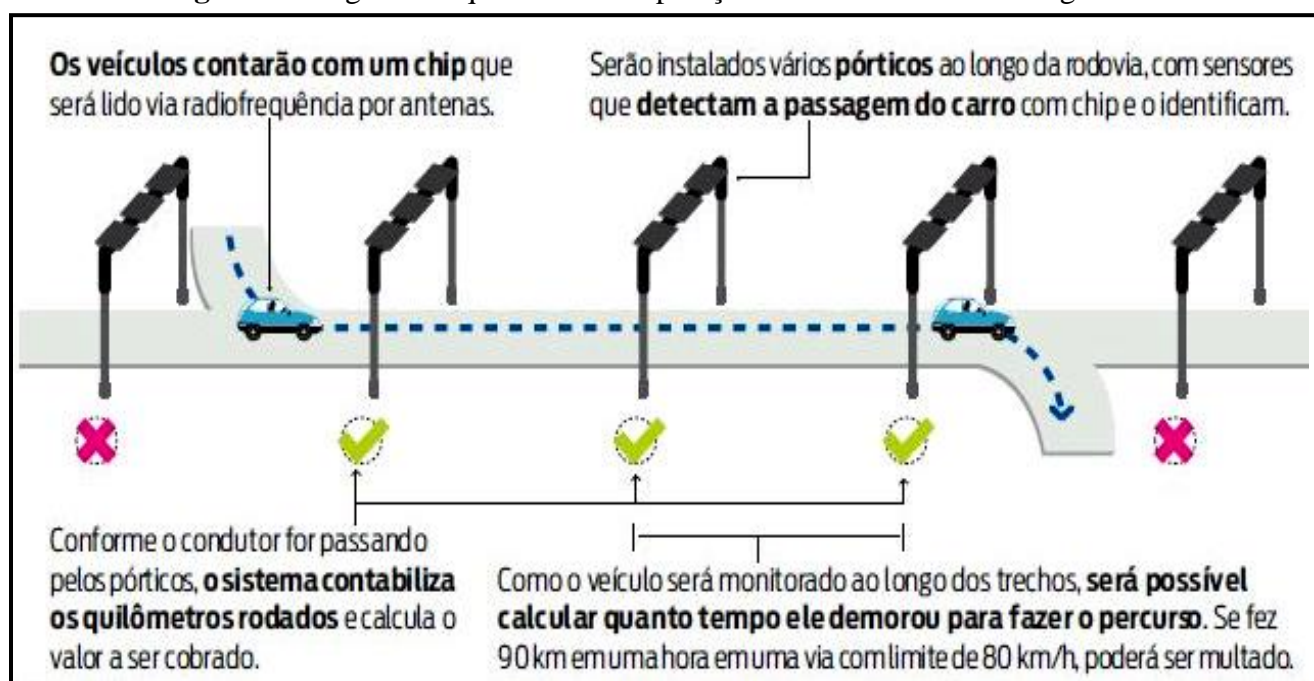 Os veículos contarão com um chip que
será lido via radiofrequência por antenas.
Serão instalados vários pórticos ao longo da rodovia, com sensores
que detectam a passagem do carro com chip e o identificam.
Conforme o condutor for passando
pelos pórticos, o sistema contabiliza
os quilômetros rodados e calcula o
valor a ser cobrado.
Como o veículo será monitorado ao longo dos trechos, será possível
calcular quanto tempo ele demorou para fazer o percurso. Se fez
90 km em uma hora em uma via com limite de 80 km/h, poderá ser multado.